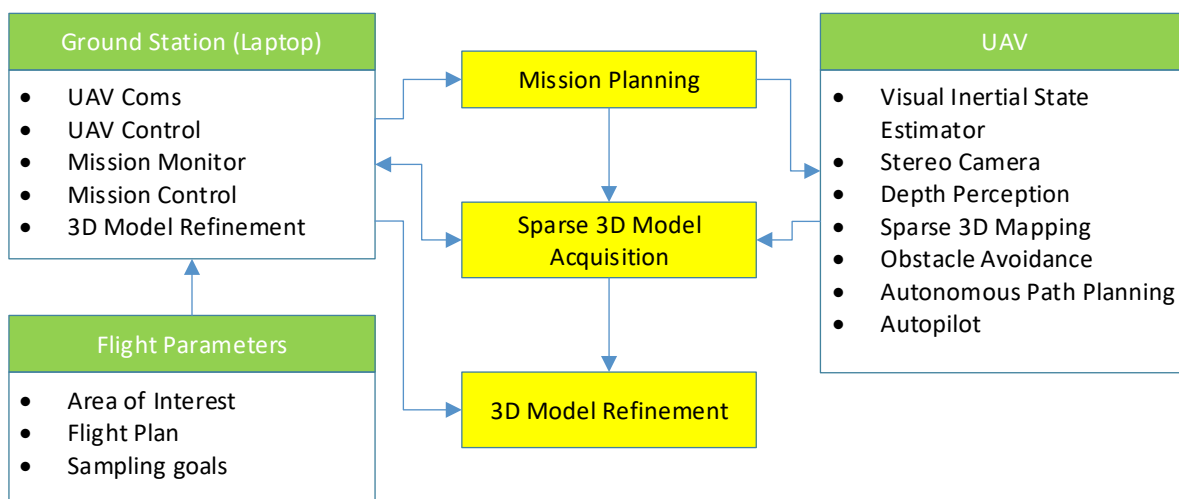 Ground Station (Laptop)
• UAV Coms
• UAV Control
• Mission Monitor
• Mission Control
• 3D Model Refinement
Flight Parameters
• Area of Interest
• Flight Plan
• Sampling goals
Mission Planning
Sparse 3D Model
Acquisition
3D Model Refinement
UAV
• Visual Inertial State
Estimator
• Stereo Camera
• Depth Perception
• Sparse 3D Mapping
• Obstacle Avoidance
• Autonomous Path Planning
• Autopilot